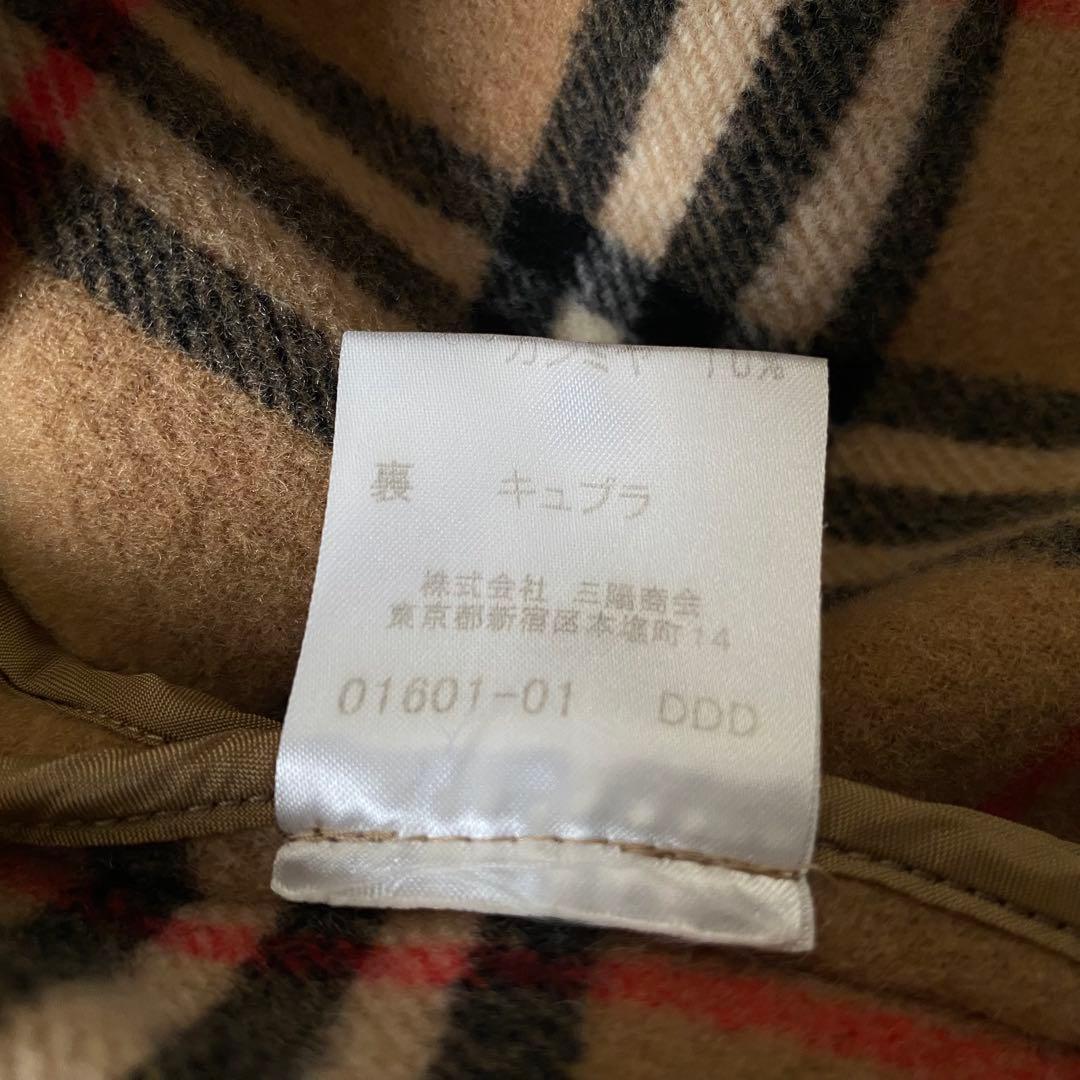 カシミヤ 10%
裏 キュプラ
株式会社 三陽商会
東京都新宿区本塩町14
01601-01 DDD